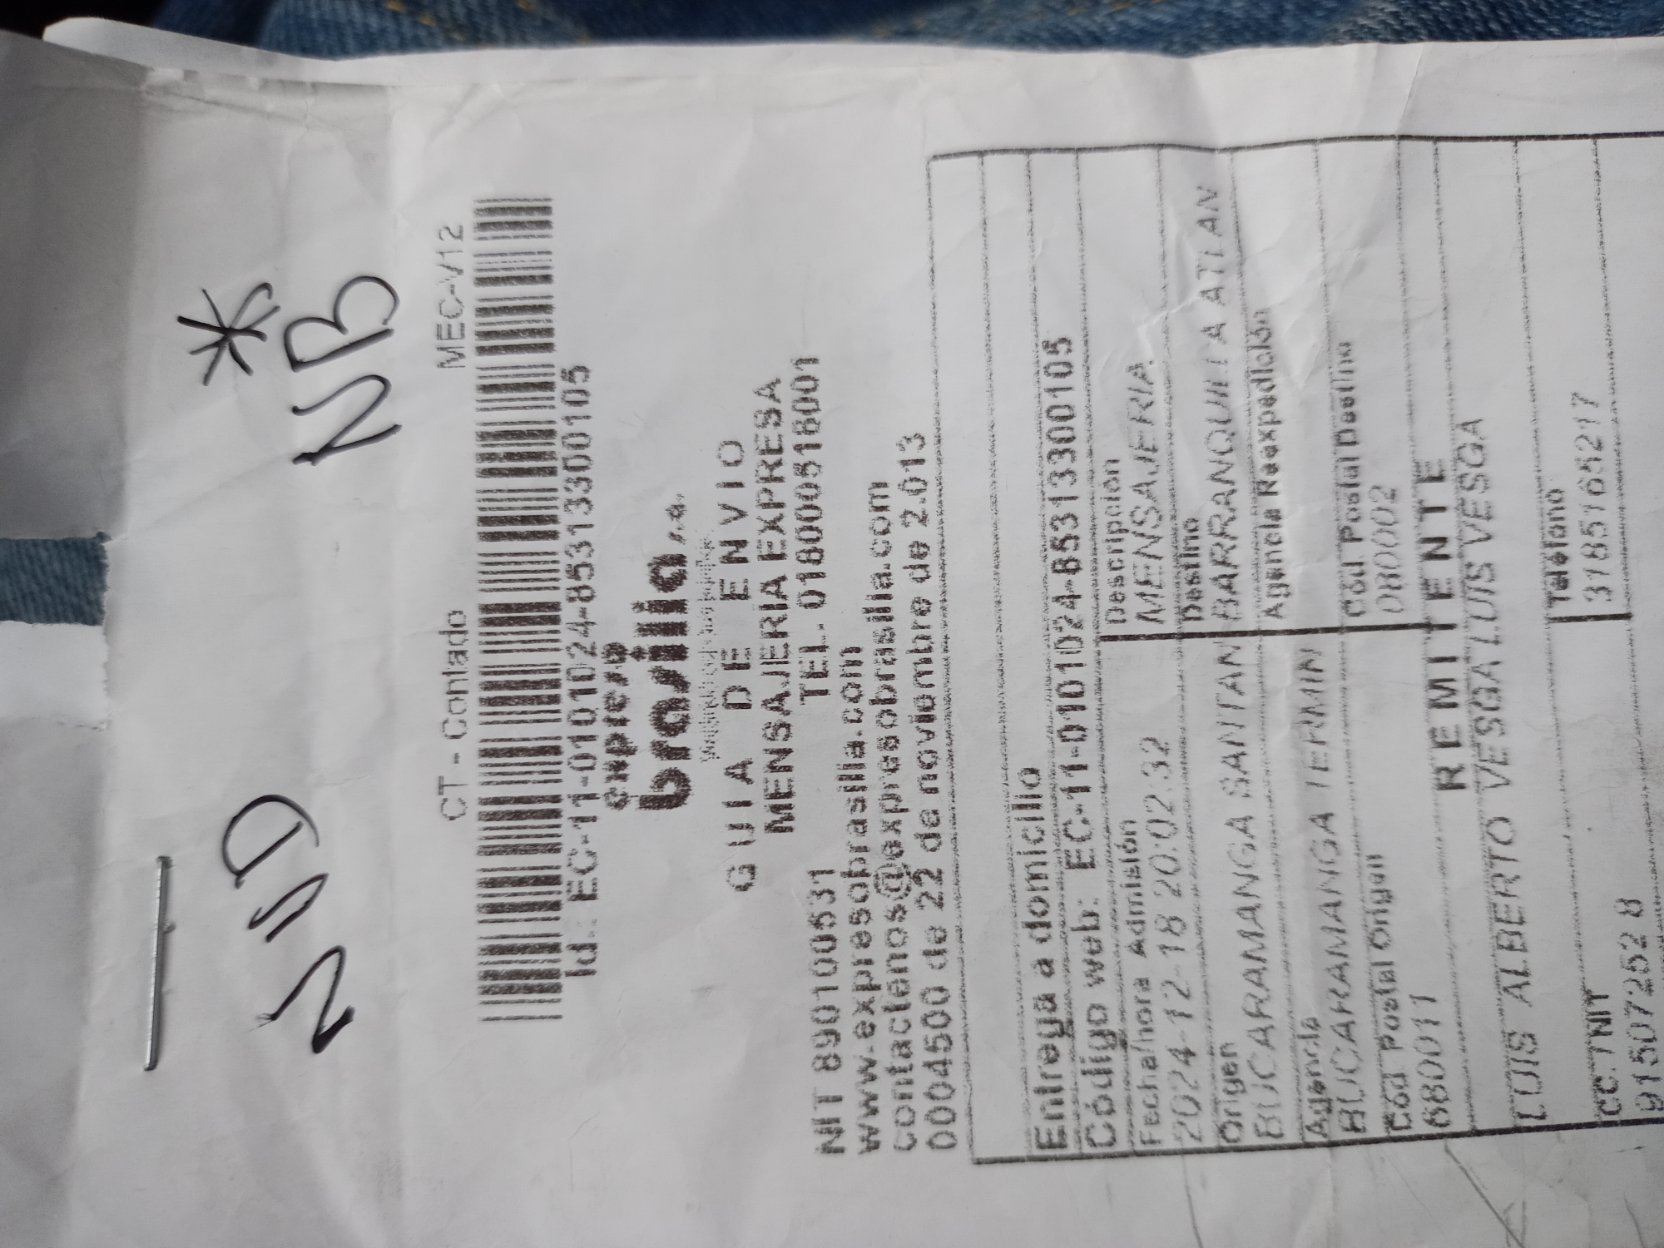 *
NUD NB
CT - Contado MEC-V12
Id.: EC-11-0101024-85313300105
expreso
brasilia S.A.
GUIA DE ENVIO
MENSAJERIA EXPRESA
NIT 890100531 TEL. 018000516001
www.expresobrasilia.com
contactenos@expresobrasilia.com
0004500 de 22 de noviembre de 2.013
Entrega a domicilio
Código web: EC-11-0101024-85313300105
Fecha/hora Admisión Descripción
2024-12-18 20:02:32 MENSAJERIA
Origen Destino
BUCARAMANGA SANTAN BARRANQUILLA ATLAN
Agencia Agencia Reexpedición
BUCARAMANGA TERMIN
Cód Postal Origen Cód. Postal Destino
680011 080002
REMITENTE
LUIS ALBERTO VESGA LUIS VESGA
CC./NIT Teléfono
91507252 8 3185165217